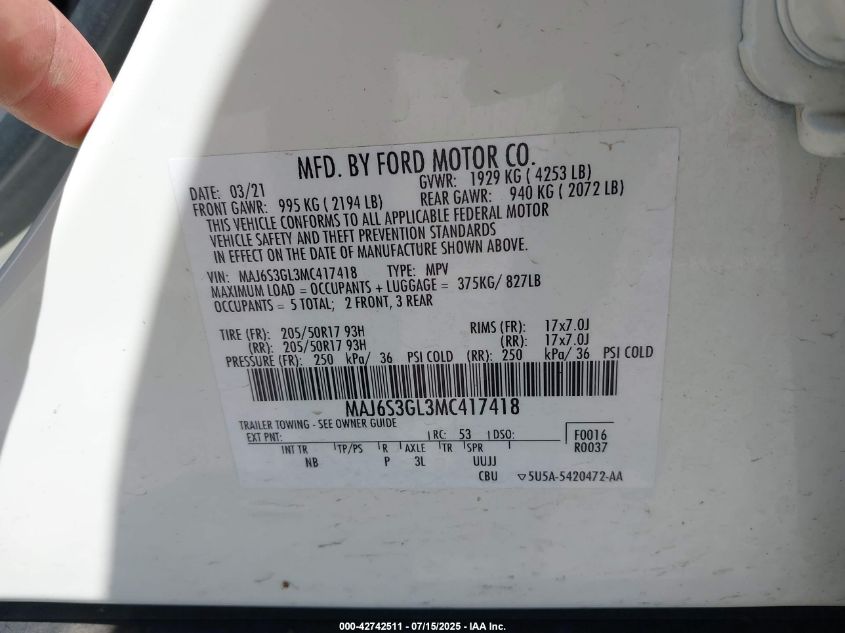 MFD. BY FORD MOTOR CO.
DATE: 03/21 GVWR: 1929 KG ( 4253 LB)
FRONT GAWR: 995 KG ( 2194 LB) REAR GAWR: 940 KG ( 2072 LB)
THIS VEHICLE CONFORMS TO ALL APPLICABLE FEDERAL MOTOR
VEHICLE SAFETY AND THEFT PREVENTION STANDARDS
IN EFFECT ON THE DATE OF MANUFACTURE SHOWN ABOVE.
VIN: MAJ6S3GL3MC417418 TYPE: MPV
MAXIMUM LOAD = OCCUPANTS + LUGGAGE = 375KG/ 827LB
OCCUPANTS = 5 TOTAL; 2 FRONT, 3 REAR
TIRE (FR): 205/50R17 93H RIMS (FR): 17x7.0J
(RR): 205/50R17 93H (RR): 17x7.0J
PRESSURE (FR): 250 kPa/ 36 PSI COLD (RR): 250 kPa/ 36 PSI COLD
MAJ6S3GL3MC417418
TRAILER TOWING - SEE OWNER GUIDE
EXT PNT: RC: 53 DSO: F0016
INT TR TP/PS R AXLE TR SPR R0037
NB P 3L UUJJ
CBU 5U5A-5420472-AA
000-42742511 - 07/15/2025 - IAA Inc.